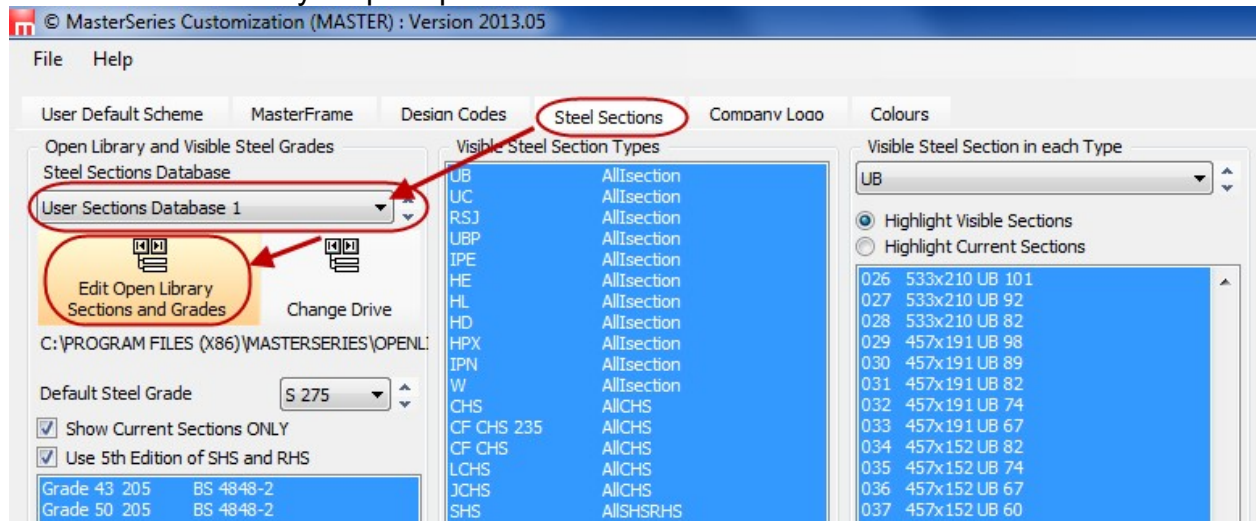 © MasterSeries Customization (MASTER) : Version 2013.05
File Help
User Default Scheme MasterFrame Design Codes Steel Sections Company Logo Colours
Open Library and Visible Steel Grades
Steel Sections Database
User Sections Database 1
Edit Open Library
Sections and Grades
Change Drive
C:\PROGRAM FILES (X86)\MASTERSERIES\OPENL
Default Steel Grade S 275
Show Current Sections ONLY
Use 5th Edition of SHS and RHS
Grade 43 205 BS 4848-2
Grade 50 205 BS 4848-2
Visible Steel Section Types
UB AllIsection
UC AllIsection
RSJ AllIsection
UBP AllIsection
IPE AllIsection
HE AllIsection
HL AllIsection
HD AllIsection
HPX AllIsection
IPN AllIsection
W AllIsection
CHS AllCHS
CF CHS 235 AllCHS
CF CHS AllCHS
LCHS AllCHS
JCHS AllCHS
SHS AllSHSRHS
Visible Steel Section in each Type
UB
Highlight Visible Sections
Highlight Current Sections
026 533x210 UB 101
027 533x210 UB 92
028 533x210 UB 82
029 457x191 UB 98
030 457x191 UB 89
031 457x191 UB 82
032 457x191 UB 74
033 457x191 UB 67
034 457x152 UB 82
035 457x152 UB 74
036 457x152 UB 67
037 457x152 UB 60